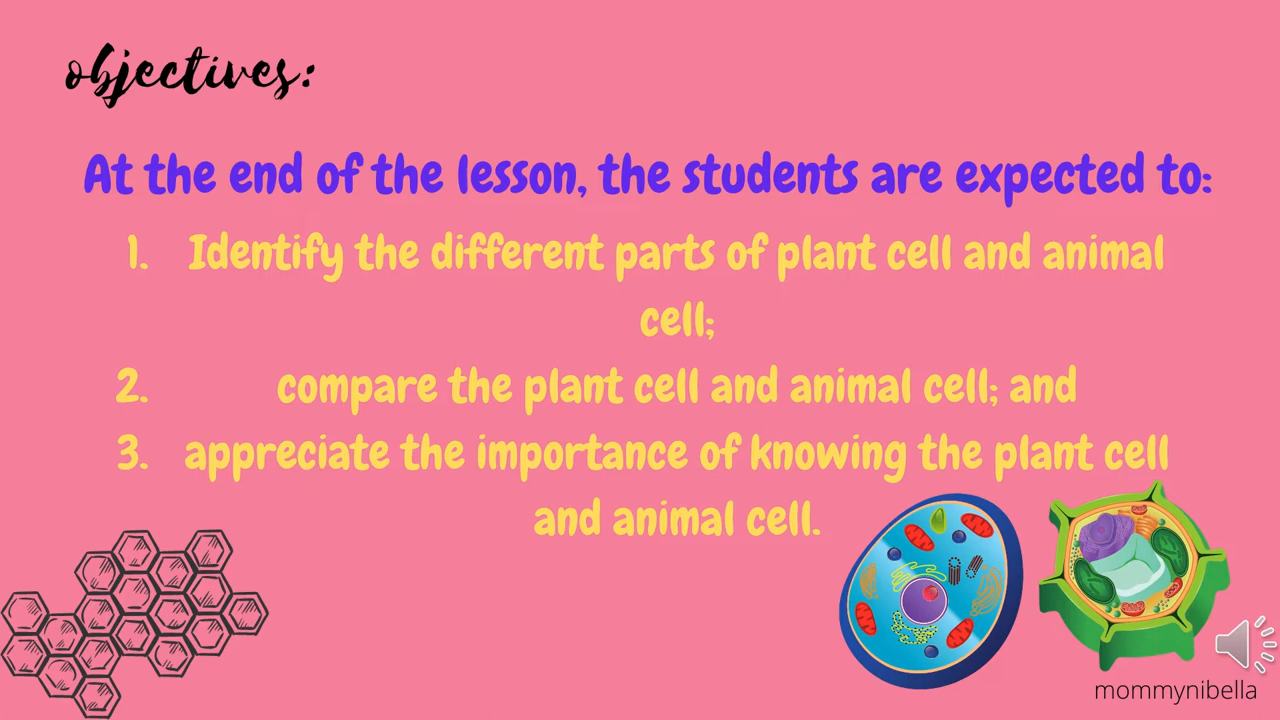 objectives:
At the end of the lesson, the students are expected to:
1. Identify the different parts of plant cell and animal
cell;
2. compare the plant cell and animal cell; and
3. appreciate the importance of knowing the plant cell
and animal cell.
mommynibella